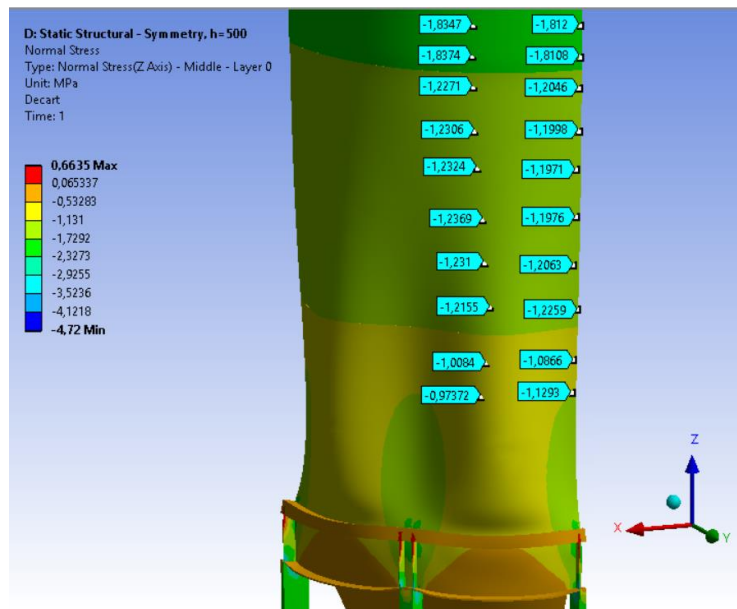 D: Static Structural - Symmetry, h=500
Normal Stress
Type: Normal Stress(Z Axis) - Middle - Layer 0
Unit: MPa
Decart
Time: 1
0,6635 Max
0,065337
-0,53283
-1,131
-1,7292
-2,3273
-2,9255
-3,5236
-4,1218
-4,72 Min
-1,8347 -1,812
-1,8374 -1,8108
-1,2271 -1,2046
-1,2306 -1,1998
-1,2324 -1,1971
-1,2369 -1,1976
-1,231 -1,2063
-1,2155 -1,2259
-1,0084 -1,0866
-0,97372 -1,1293
Z
X
Y